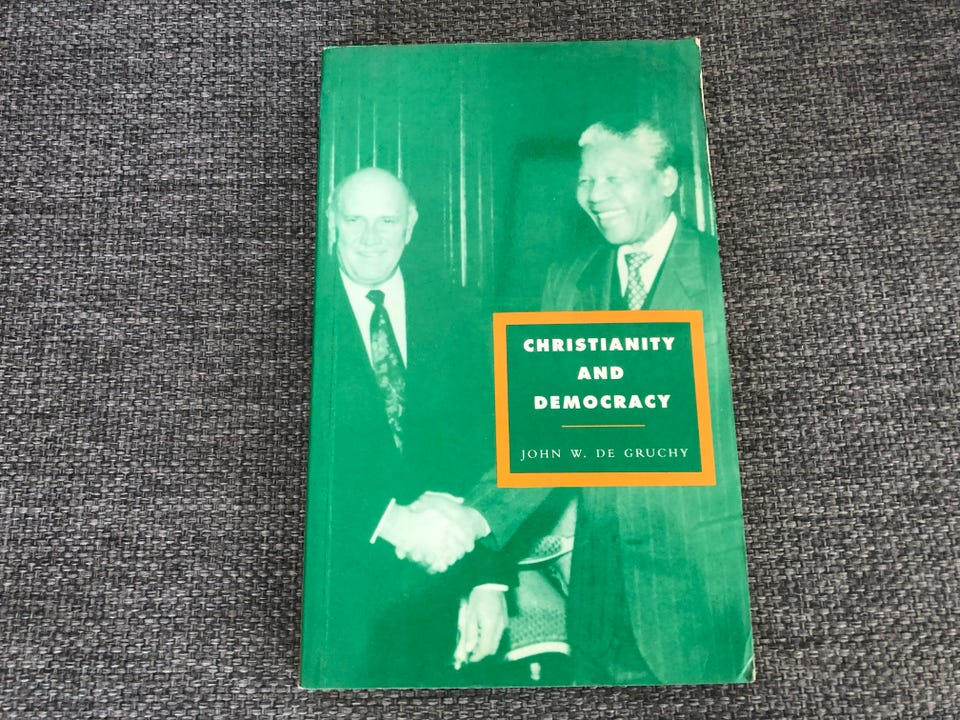 CHRISTIANITY
AND
DEMOCRACY
JOHN W. DE GRUCHY